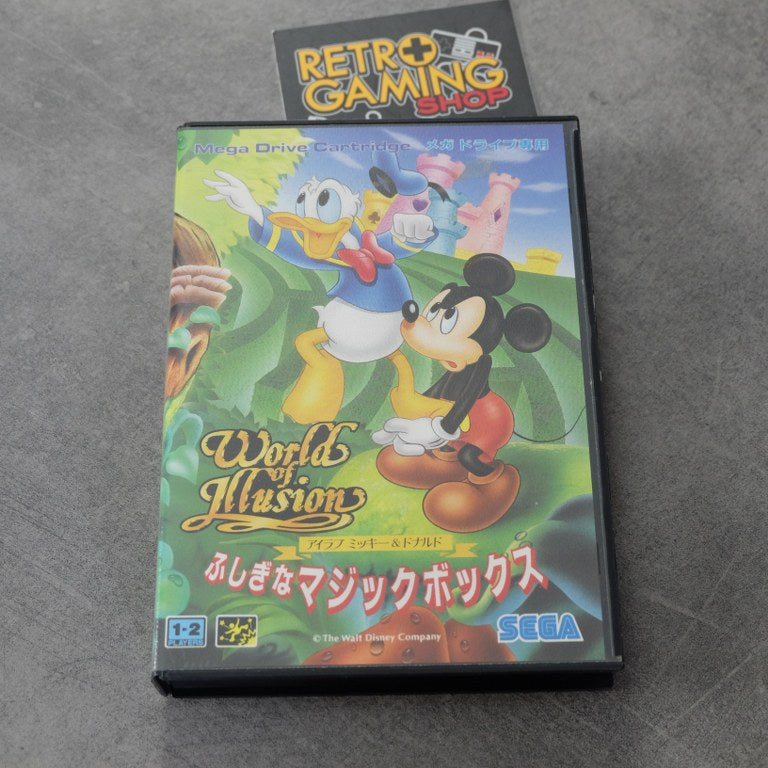 RETRO
GAMING
SHOP
Mega Drive Cartridge メガドライブ専用
World
of
Illusion
アイラブ ミッキー&ドナルド
ふしぎなマジックボックス
1-2
PLAYERS
SEGA
© The Walt Disney Company